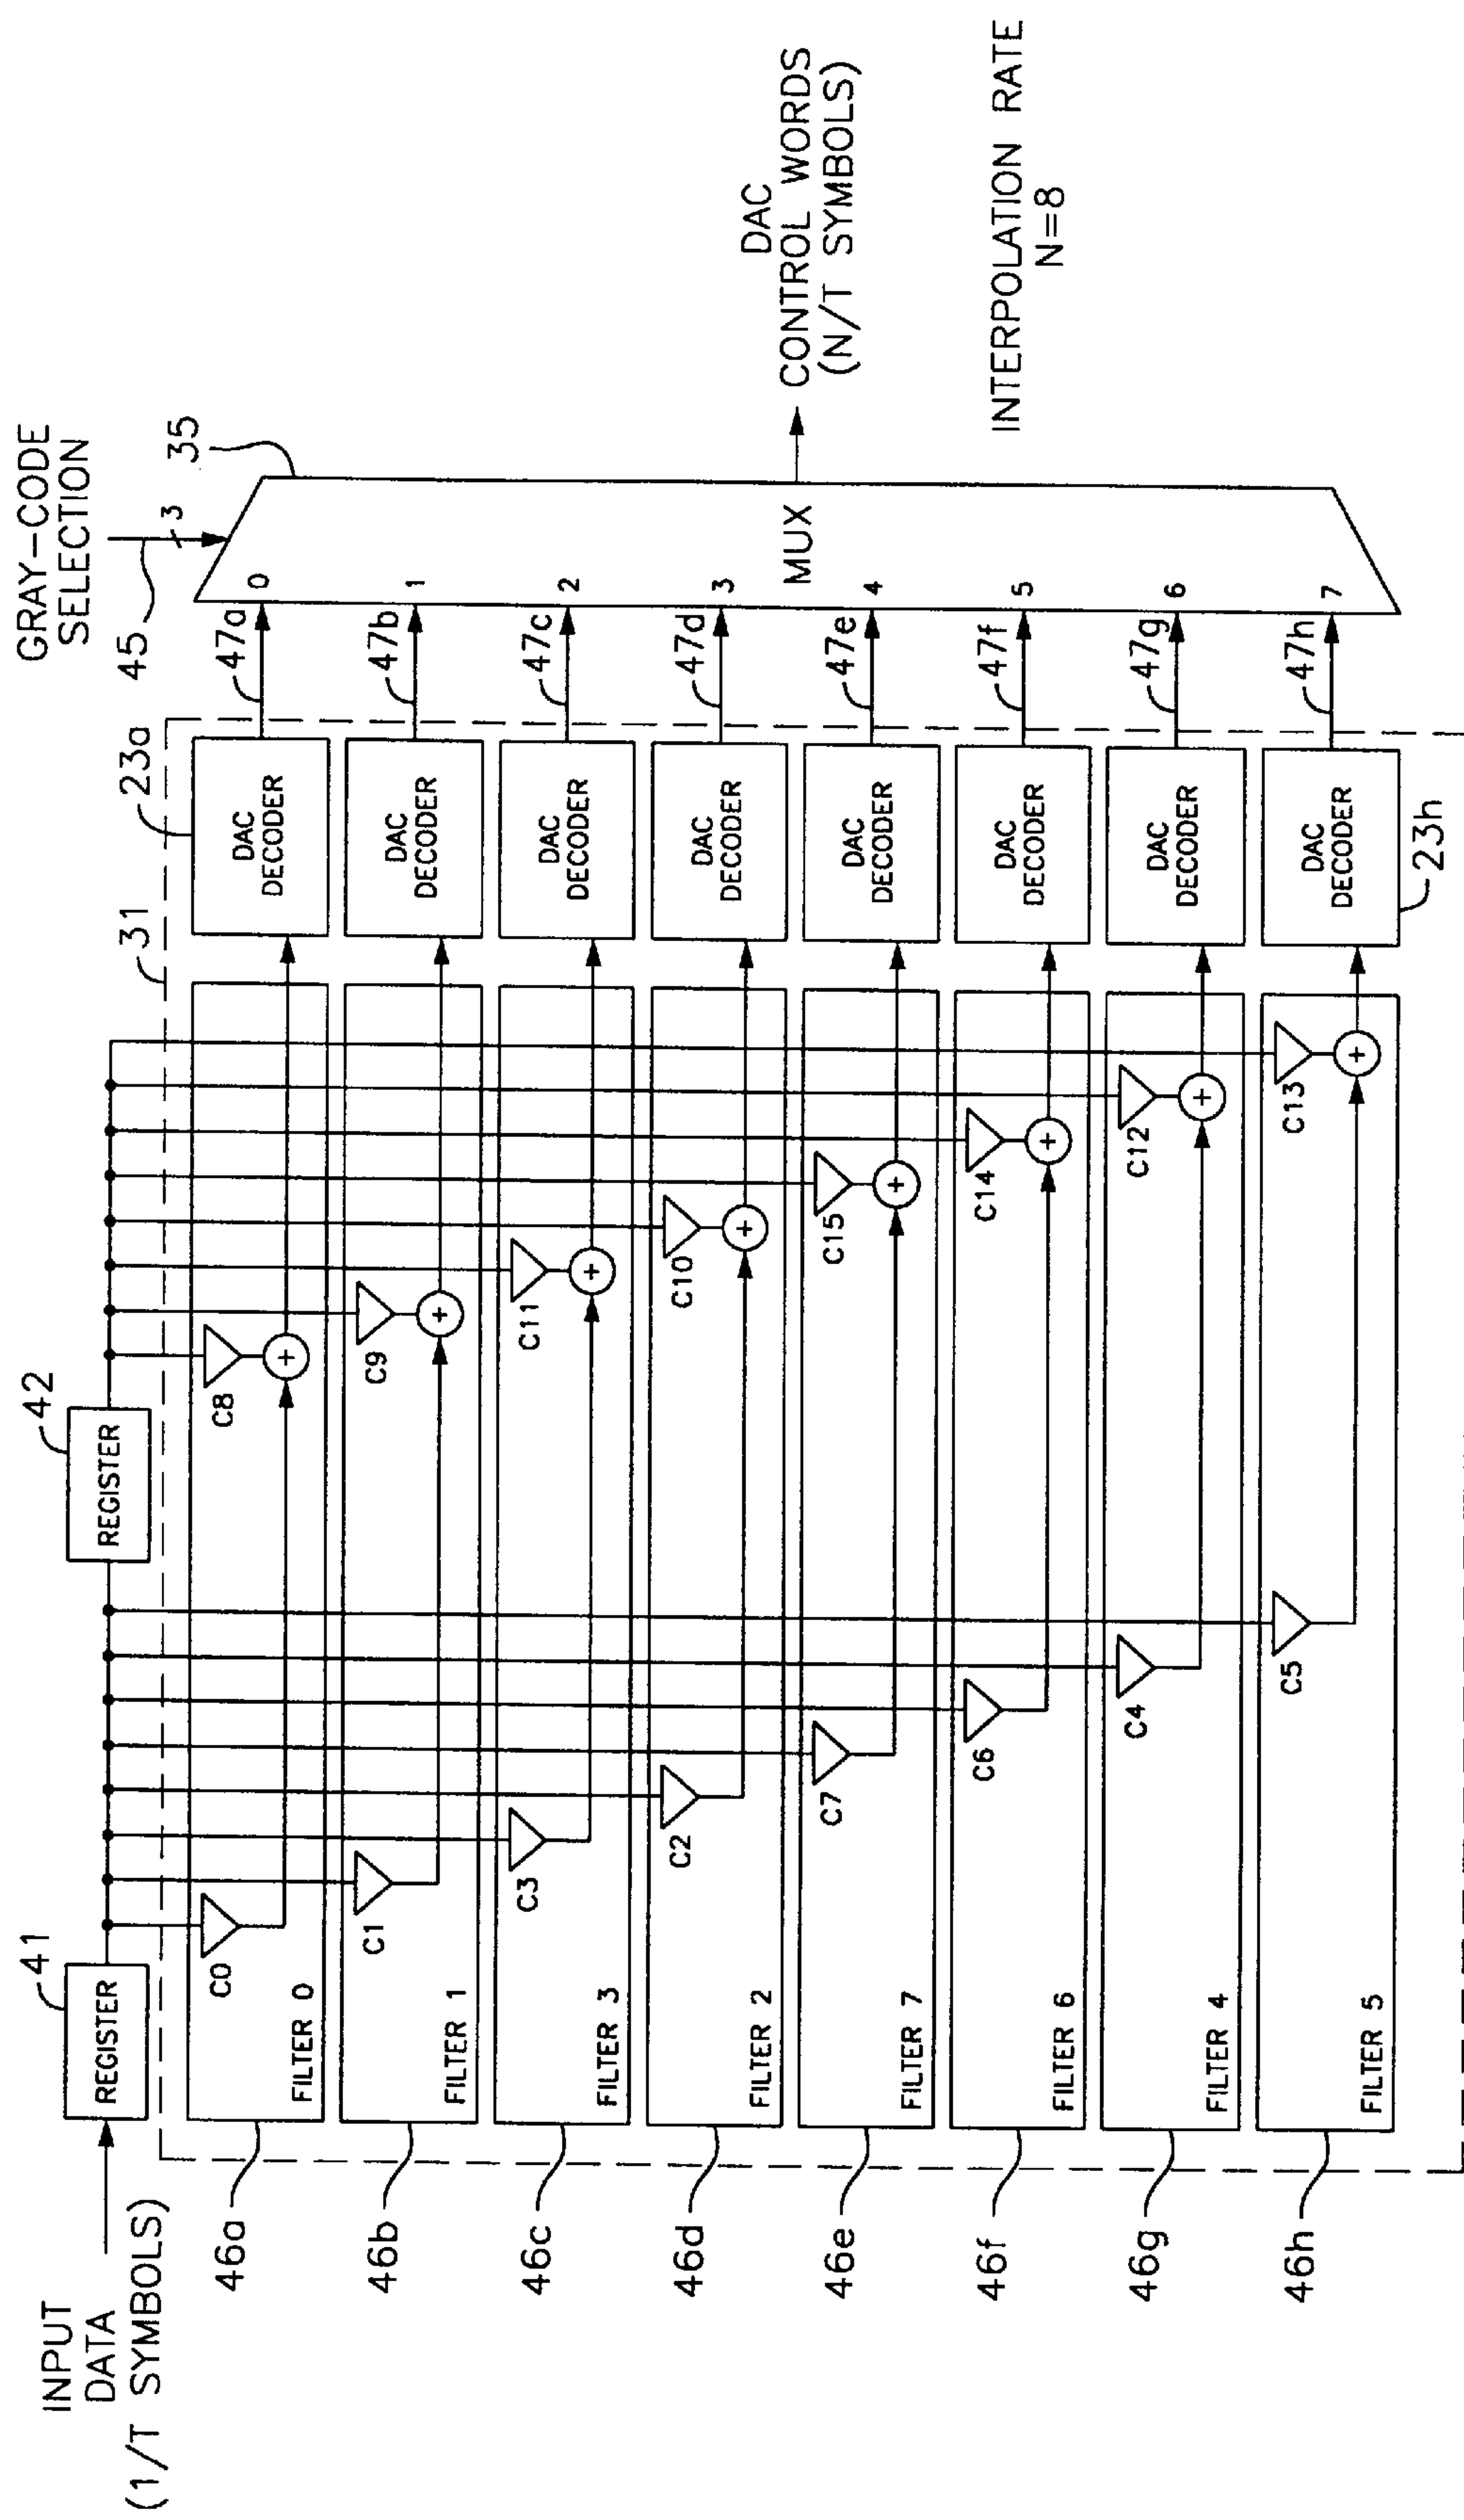 INPUT
DATA
(1/T SYMBOLS)
41
REGISTER
42
REGISTER
31
23a
GRAY-CODE
SELECTION
45
3
35
46a
FILTER 0
C0
C8
+
DAC
DECODER
47a
0
46b
FILTER 1
C1
C9
+
DAC
DECODER
47b
1
46c
FILTER 3
C3
C11
+
DAC
DECODER
47c
2
46d
FILTER 2
C2
C10
+
DAC
DECODER
47d
3
46e
FILTER 7
C7
C15
+
DAC
DECODER
47e
4
46f
FILTER 6
C6
C14
+
DAC
DECODER
47f
5
46g
FILTER 4
C4
C12
+
DAC
DECODER
47g
6
46h
FILTER 5
C5
C13
+
DAC
DECODER
47h
7
23h
MUX
DAC
CONTROL WORDS
(N/T SYMBOLS)
INTERPOLATION RATE
N=8